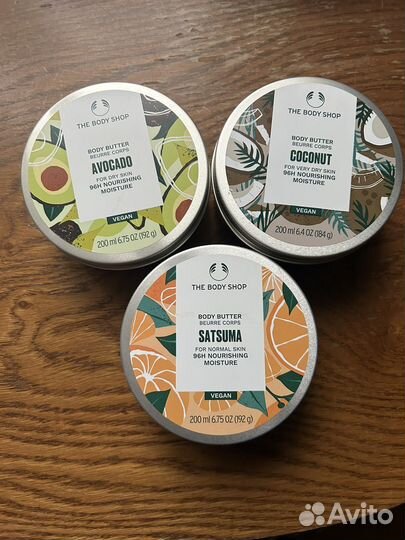 THE BODY SHOP
BODY BUTTER
BEURRE CORPS
AVOCADO
FOR DRY SKIN
96H NOURISHING
MOISTURE
VEGAN
200 ml 6.75 OZ (192 g)
THE BODY SHOP
BODY BUTTER
BEURRE CORPS
COCONUT
FOR VERY DRY SKIN
96H NOURISHING
MOISTURE
VEGAN
200 ml 6.4 OZ (184 g)
THE BODY SHOP
BODY BUTTER
BEURRE CORPS
SATSUMA
FOR NORMAL SKIN
96H NOURISHING
MOISTURE
VEGAN
200 ml 6.75 OZ (192 g)
Avito